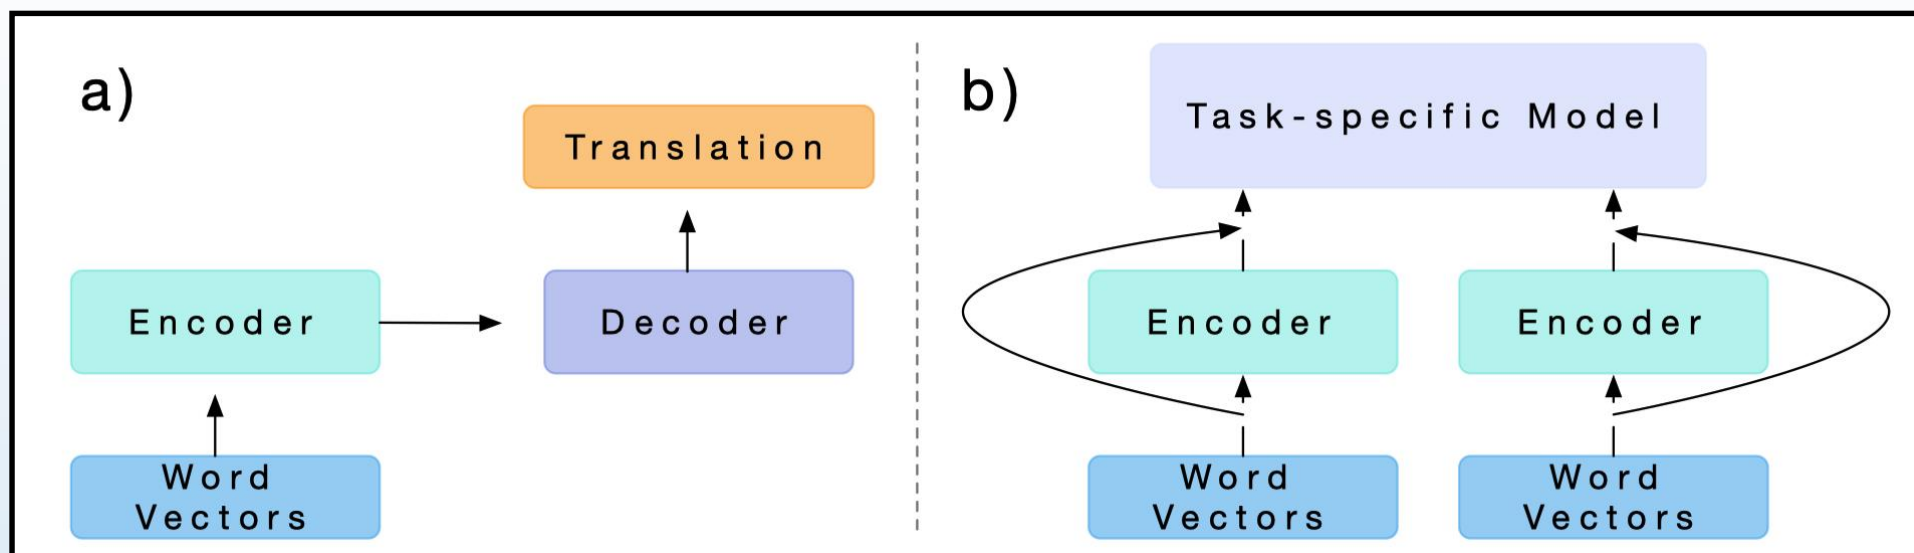 a)
Translation
Encoder
Decoder
Word
Vectors
b)
Task-specific Model
Encoder
Encoder
Word
Vectors
Word
Vectors